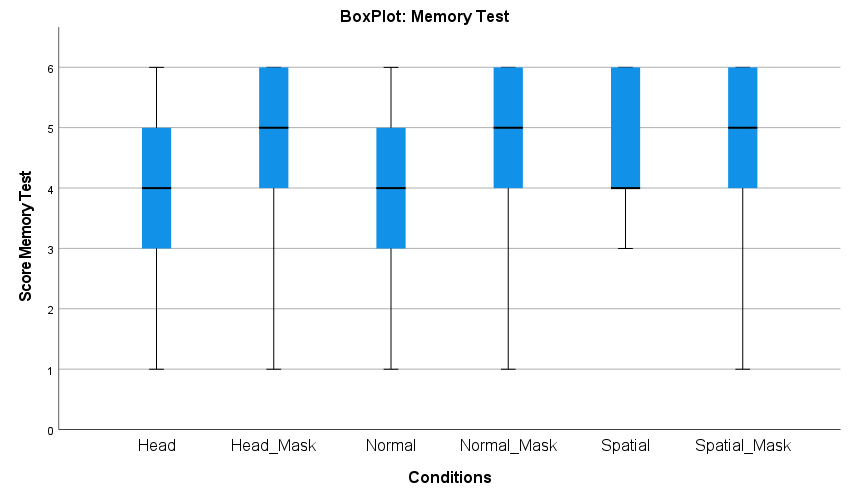 BoxPlot: Memory Test
Score Memory Test
6
5
4
3
2
1
0
Head Head_Mask Normal Normal_Mask Spatial Spatial_Mask
Conditions